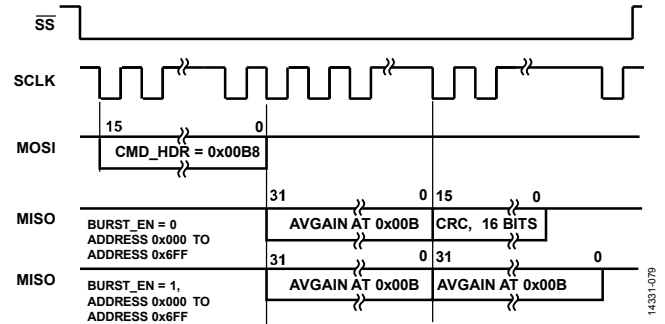 SS
SCLK
15 0
MOSI CMD_HDR = 0x00B8
31 0 15 0
MISO AVGAIN AT 0x00B CRC, 16 BITS
BURST_EN = 0
ADDRESS 0x000 TO
ADDRESS 0x6FF
31 0 31 0
MISO AVGAIN AT 0x00B AVGAIN AT 0x00B
BURST_EN = 1,
ADDRESS 0x000 TO
ADDRESS 0x6FF
14331-079